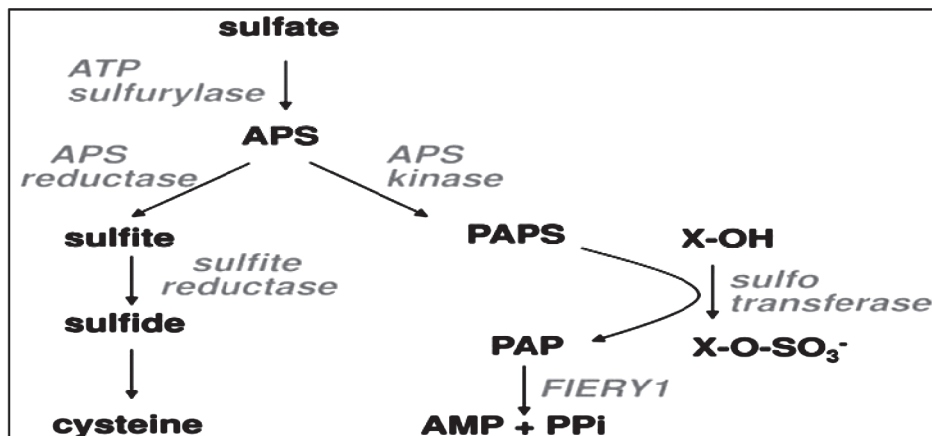 sulfate
ATP
sulfurylase
APS
APS
reductase
APS
kinase
sulfite
PAPS
X-OH
sulfite
reductase
sulfo
transferase
sulfide
PAP
X-O-SO₃⁻
FIERY1
cysteine
AMP + PPi